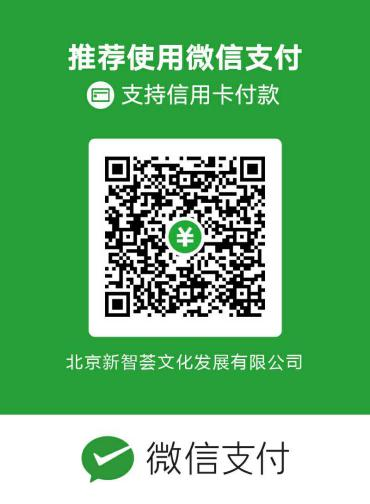 推荐使用微信支付
支持信用卡付款
¥
北京新智荟文化发展有限公司
微信支付